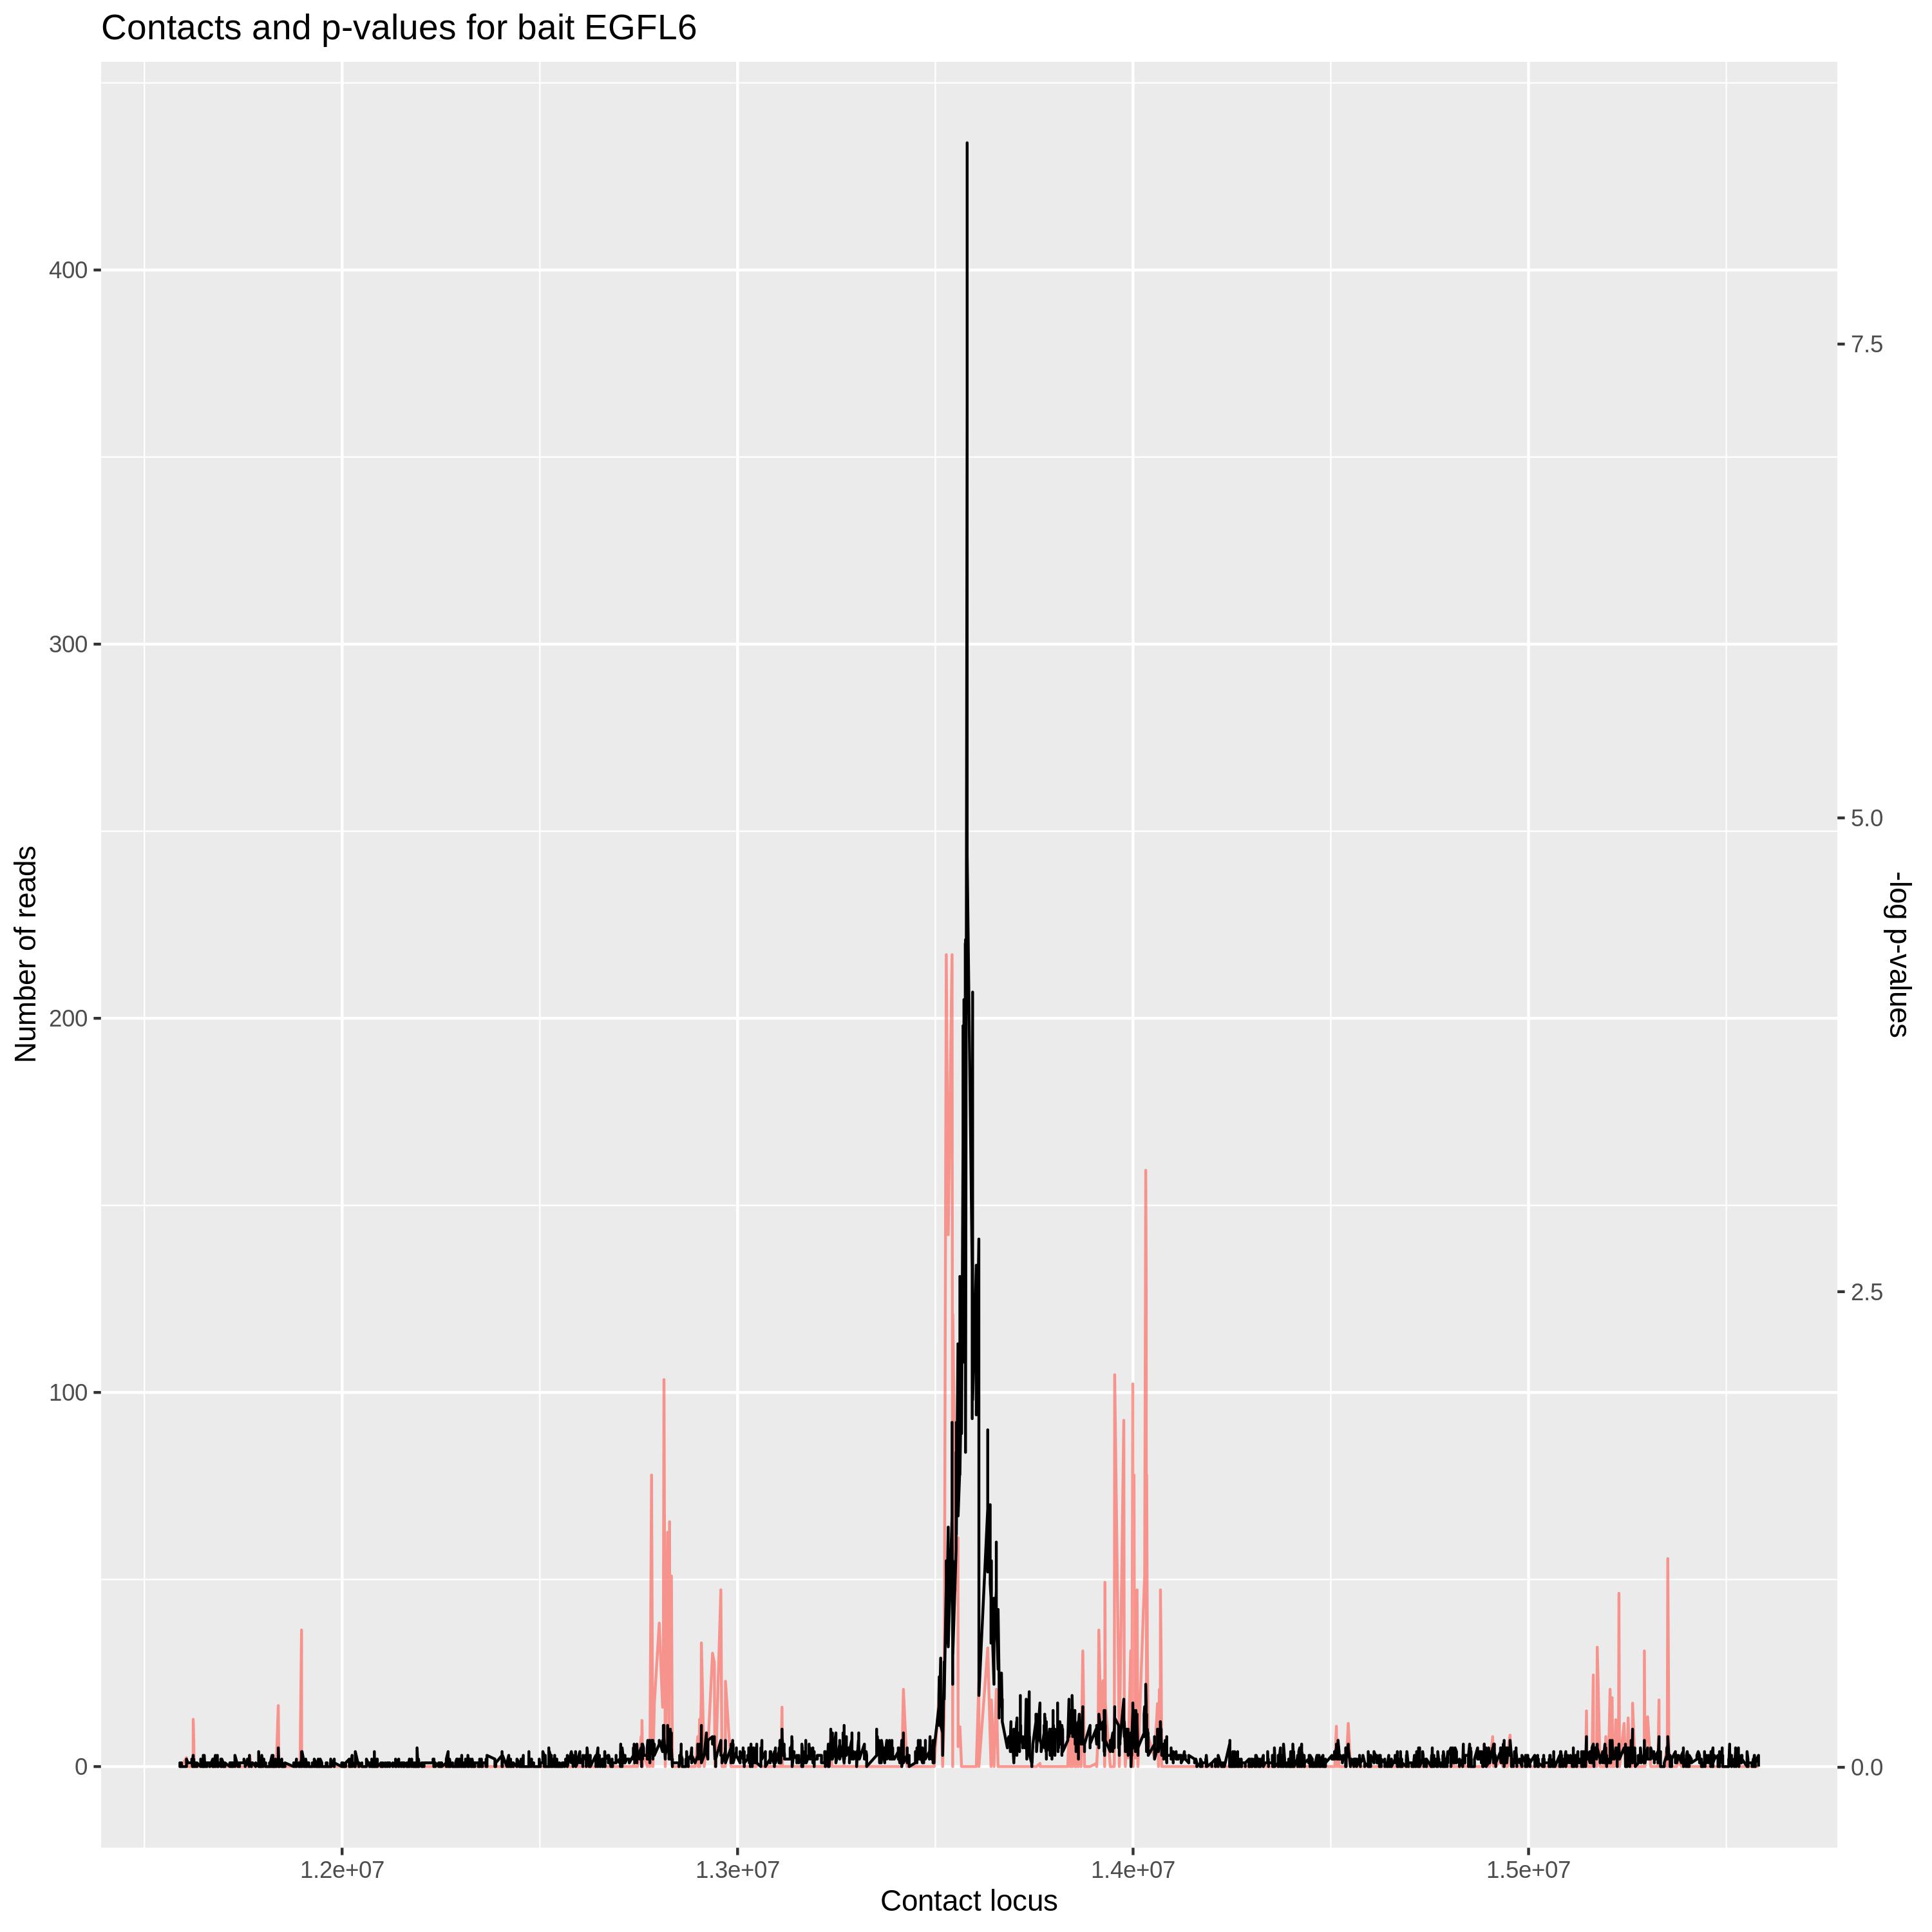 Contacts and p-values for bait EGFL6
400
300
200
100
0
Number of reads
7.5
5.0
2.5
0.0
-log p-values
1.2e+07
1.3e+07
1.4e+07
1.5e+07
Contact locus